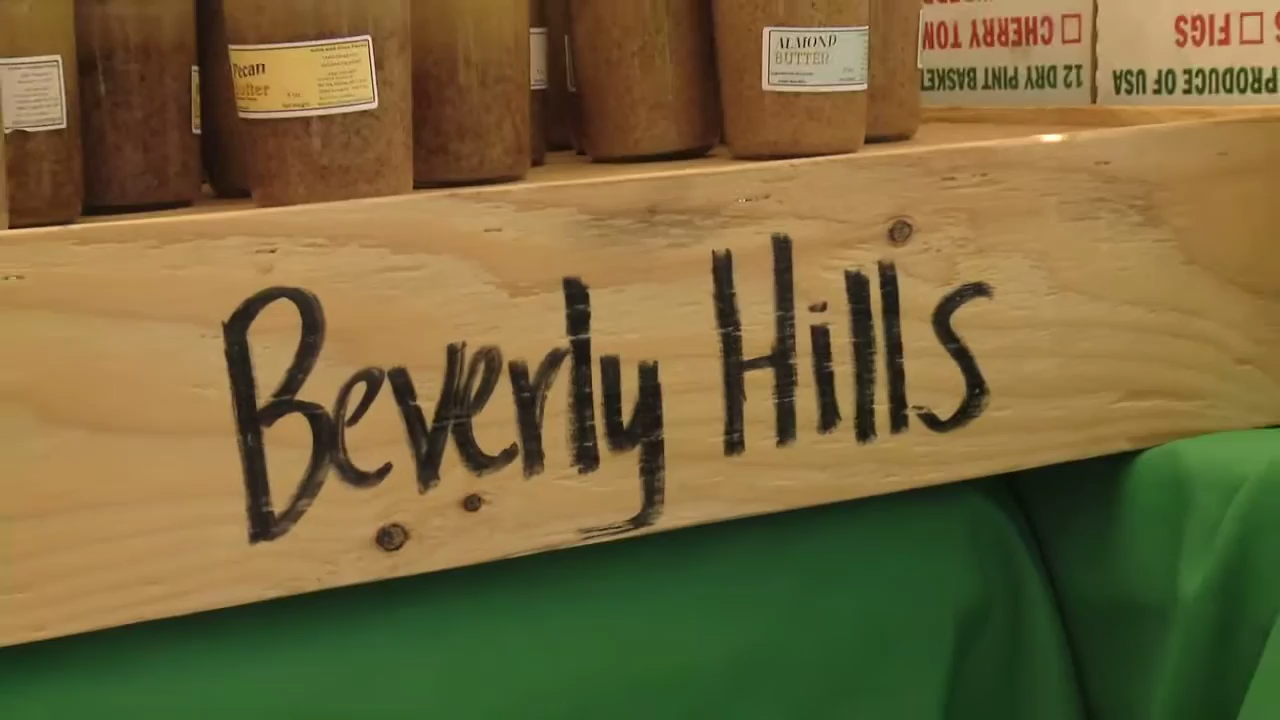 Pecan
Butter
ALMOND
BUTTER
CHERRY TOM
12 DRY PINT BASKET
FIGS
PRODUCE OF USA
Beverly Hills